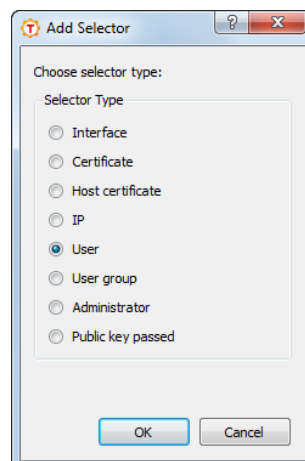 Add Selector
Choose selector type:
Selector Type
Interface
Certificate
Host certificate
IP
User
User group
Administrator
Public key passed
OK Cancel